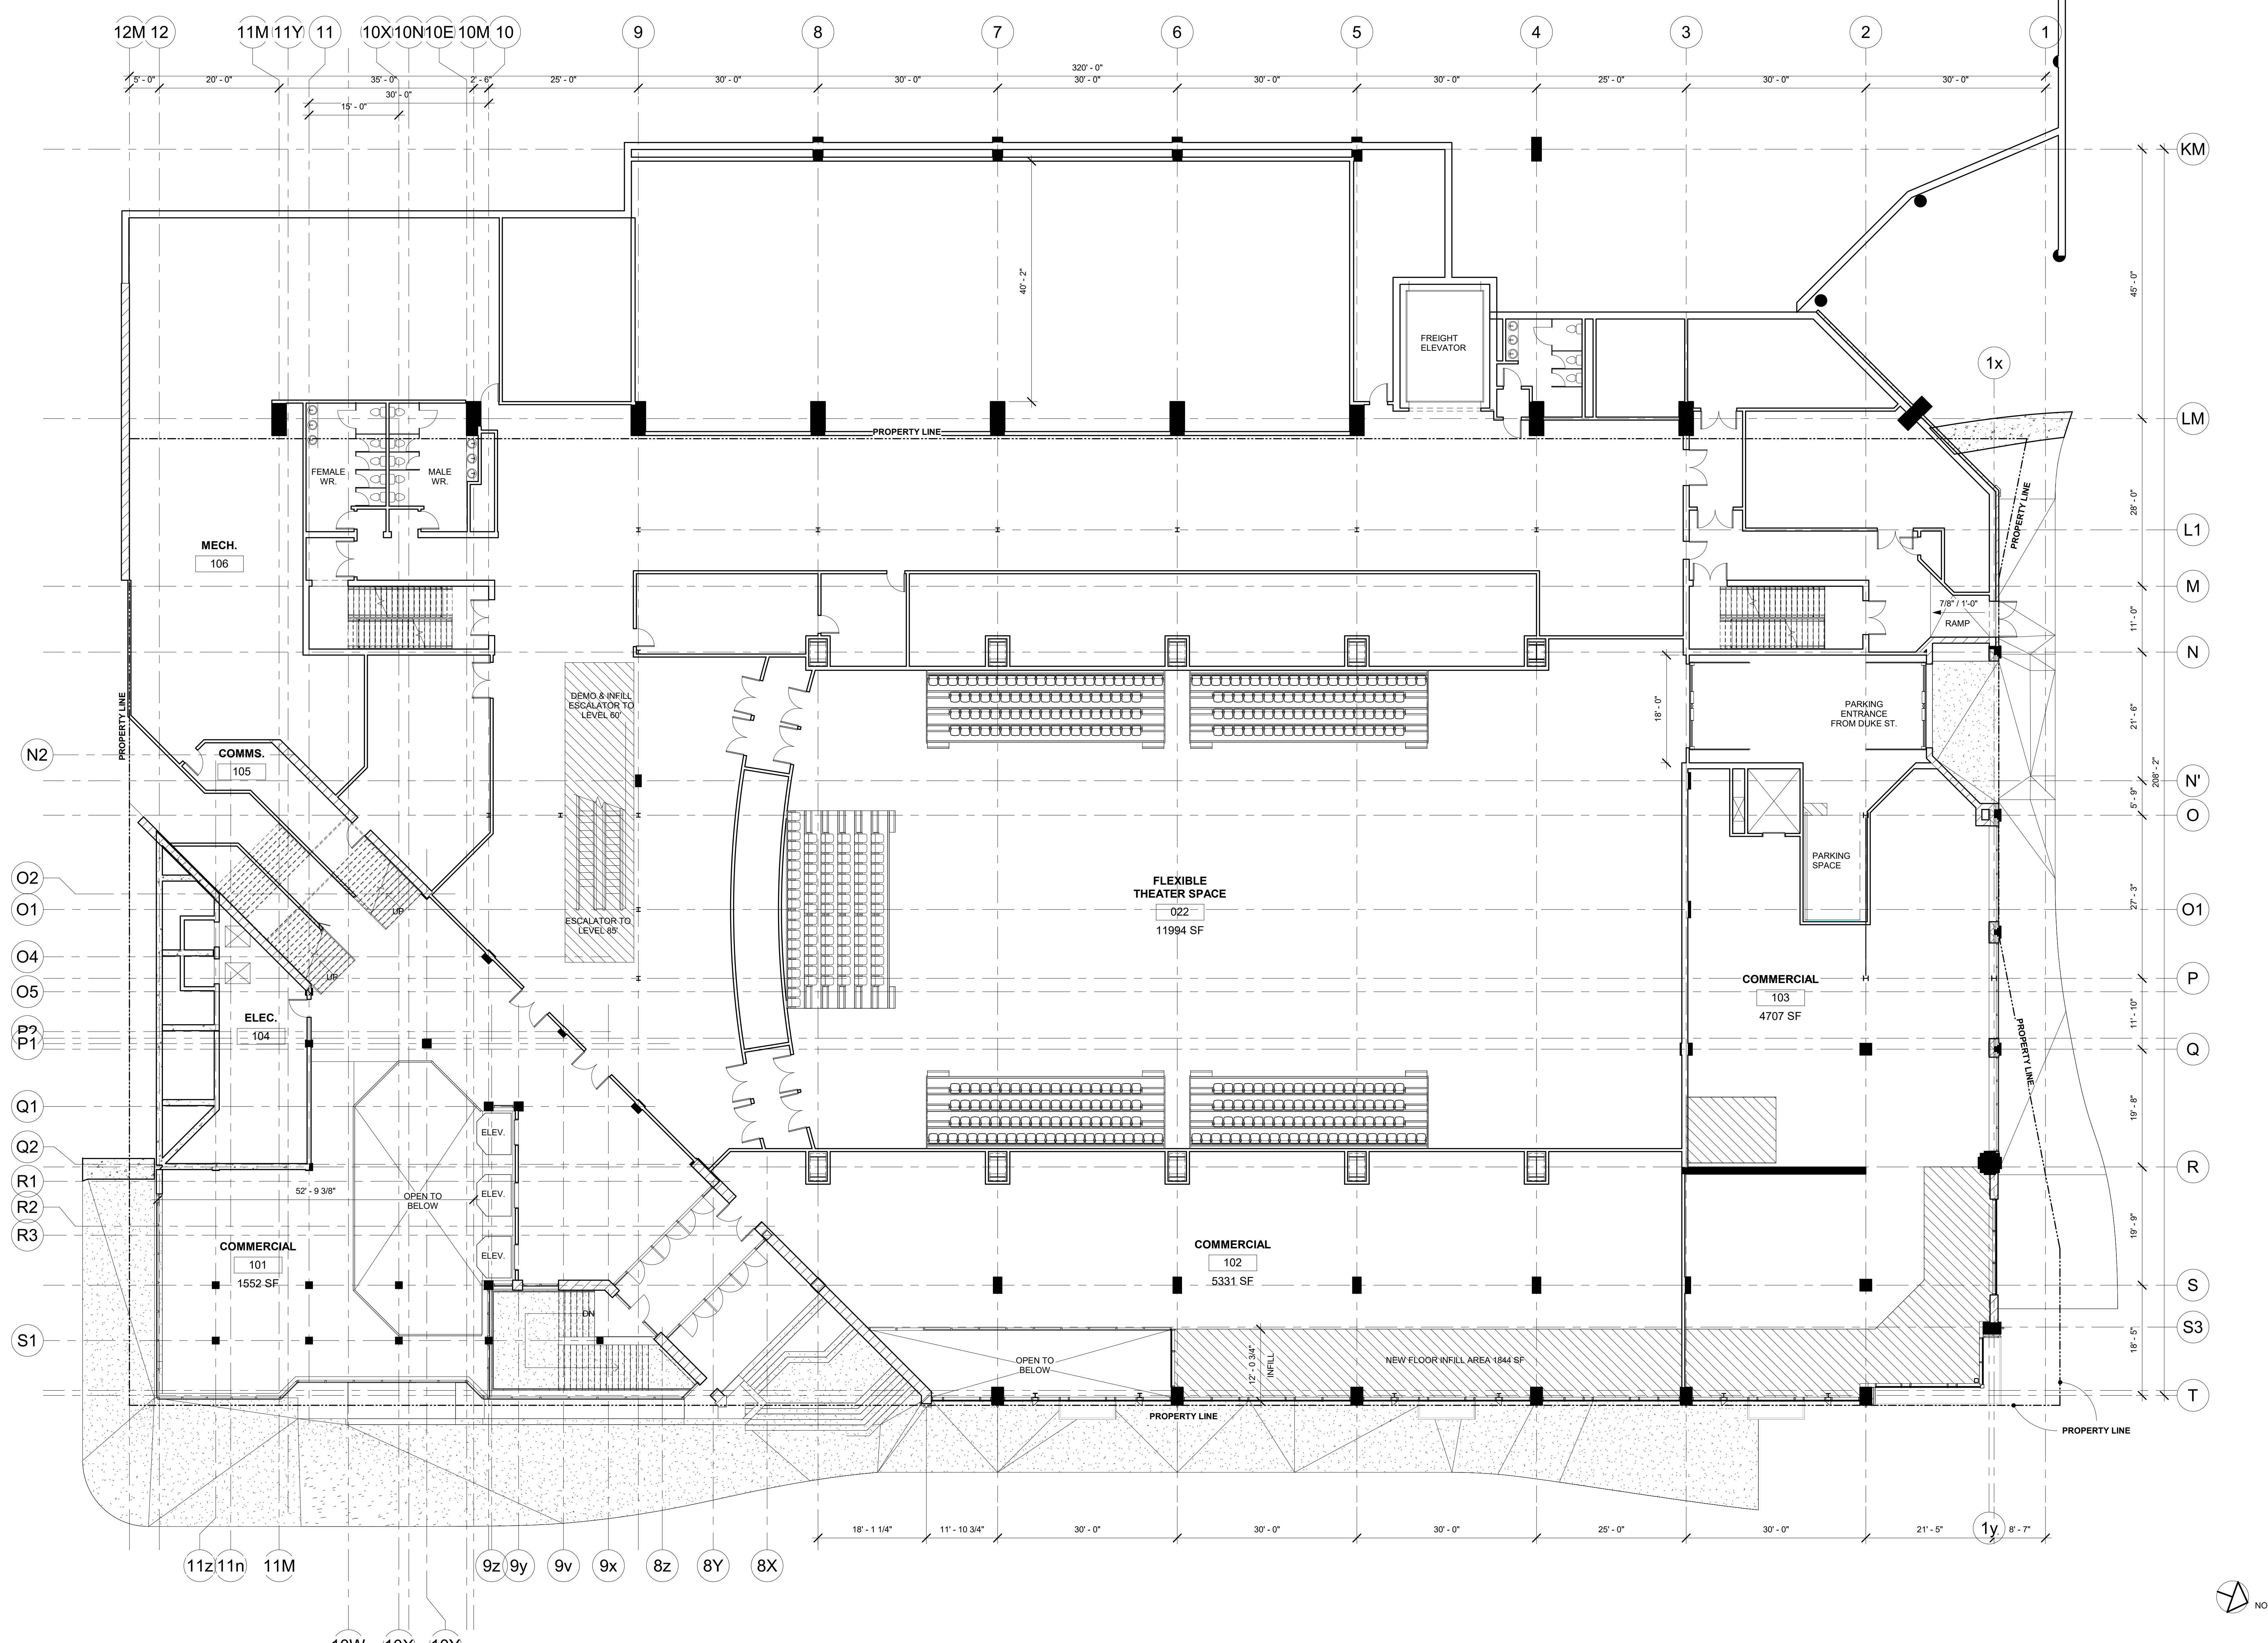 12M 12 11M 11Y 11 10X 10N 10E 10M 10 9 8 7 6 5 4 3 2 1
320' - 0"
5' - 0" 20' - 0" 35' - 0" 2' - 6" 25' - 0" 30' - 0" 30' - 0" 30' - 0" 30' - 0" 30' - 0" 25' - 0" 30' - 0" 30' - 0"
30' - 0"
15' - 0"
KM
40' - 2"
45' - 0"
FREIGHT
ELEVATOR
1x
LM
PROPERTY LINE
FEMALE
WR.
MALE
WR.
PROPERTY LINE
28' - 0"
L1
MECH.
106
M
7/8" / 1'-0"
RAMP
11' - 0"
N
PROPERTY LINE
DEMO & INFILL
ESCALATOR TO
LEVEL 60'
18' - 0"
PARKING
ENTRANCE
FROM DUKE ST.
21' - 6"
N2
COMMS.
105
208' - 2"
N'
5' - 9"
O
PARKING
SPACE
O2
FLEXIBLE
THEATER SPACE
022
11994 SF
27' - 3"
O1
O1
UP
ESCALATOR TO
LEVEL 85'
O4
UP
P
O5
COMMERCIAL
103
4707 SF
11' - 10"
ELEC.
104
P2
P1
PROPERTY LINE
Q
Q1
19' - 8"
ELEV.
Q2
R
R1
52' - 9 3/8"
OPEN TO
BELOW
ELEV.
R2
R3
19' - 9"
COMMERCIAL
101
1552 SF
ELEV.
COMMERCIAL
102
5331 SF
S
DN
S1
S3
18' - 5"
OPEN TO
BELOW
12' - 0 3/4"
INFILL
NEW FLOOR INFILL AREA 1844 SF
T
PROPERTY LINE
PROPERTY LINE
18' - 1 1/4" 11' - 10 3/4" 30' - 0" 30' - 0" 30' - 0" 25' - 0" 30' - 0" 21' - 5" 1y 8' - 7"
11z 11n 11M 9z 9y 9v 9x 8z 8Y 8X
NO
10W 10X 10Y